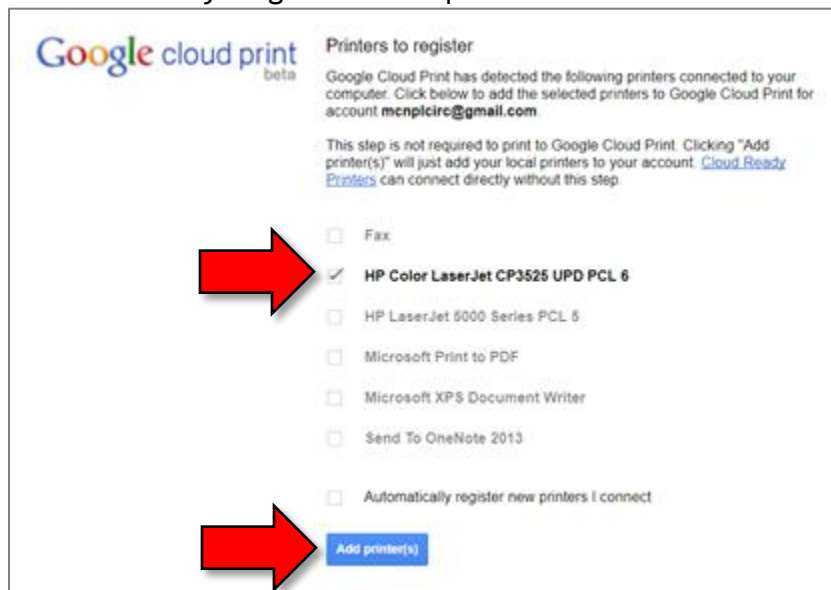 Google cloud print
beta
Printers to register
Google Cloud Print has detected the following printers connected to your
computer. Click below to add the selected printers to Google Cloud Print for
account mcnplcirc@gmail.com.
This step is not required to print to Google Cloud Print. Clicking "Add
printer(s)" will just add your local printers to your account. Cloud Ready
Printers can connect directly without this step.
Fax
HP Color LaserJet CP3525 UPD PCL 6
HP LaserJet 5000 Series PCL 5
Microsoft Print to PDF
Microsoft XPS Document Writer
Send To OneNote 2013
Automatically register new printers I connect
Add printer(s)